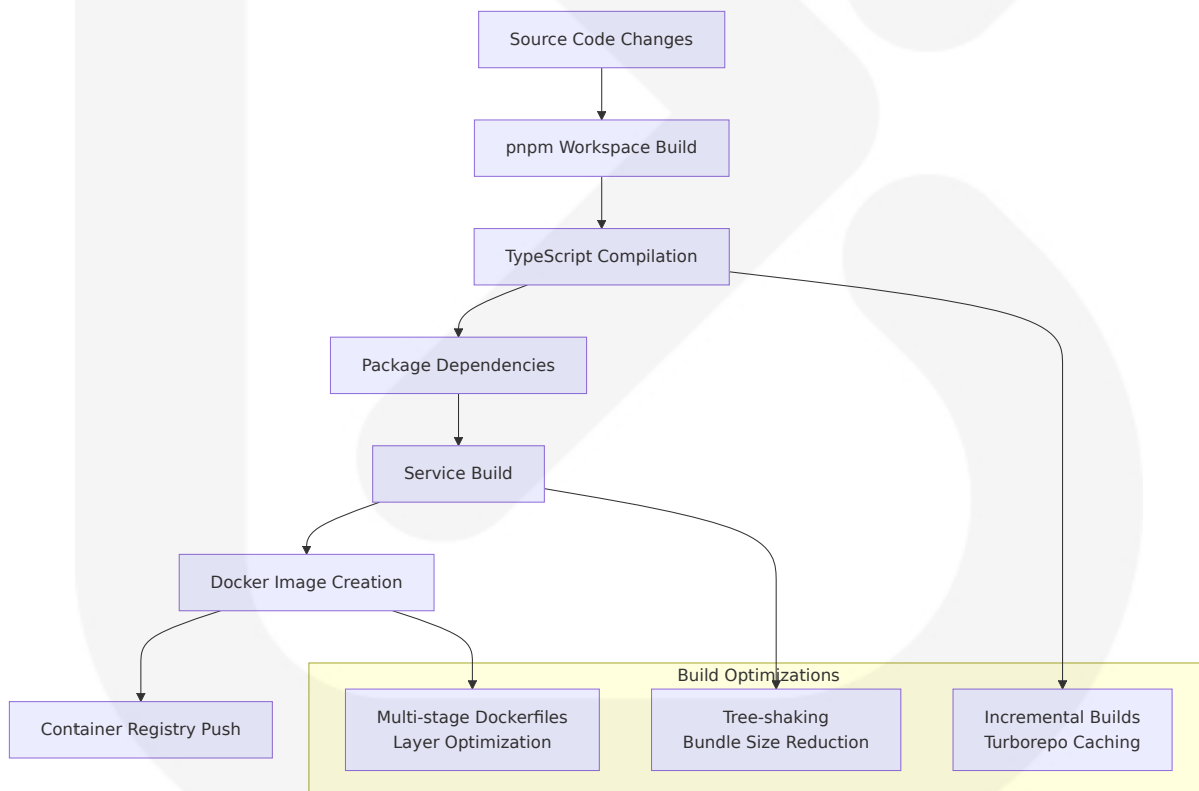 Source Code Changes
pnpm Workspace Build
TypeScript Compilation
Package Dependencies
Service Build
Docker Image Creation
Build Optimizations
Container Registry Push
Multi-stage Dockerfiles
Layer Optimization
Tree-shaking
Bundle Size Reduction
Incremental Builds
Turborepo Caching